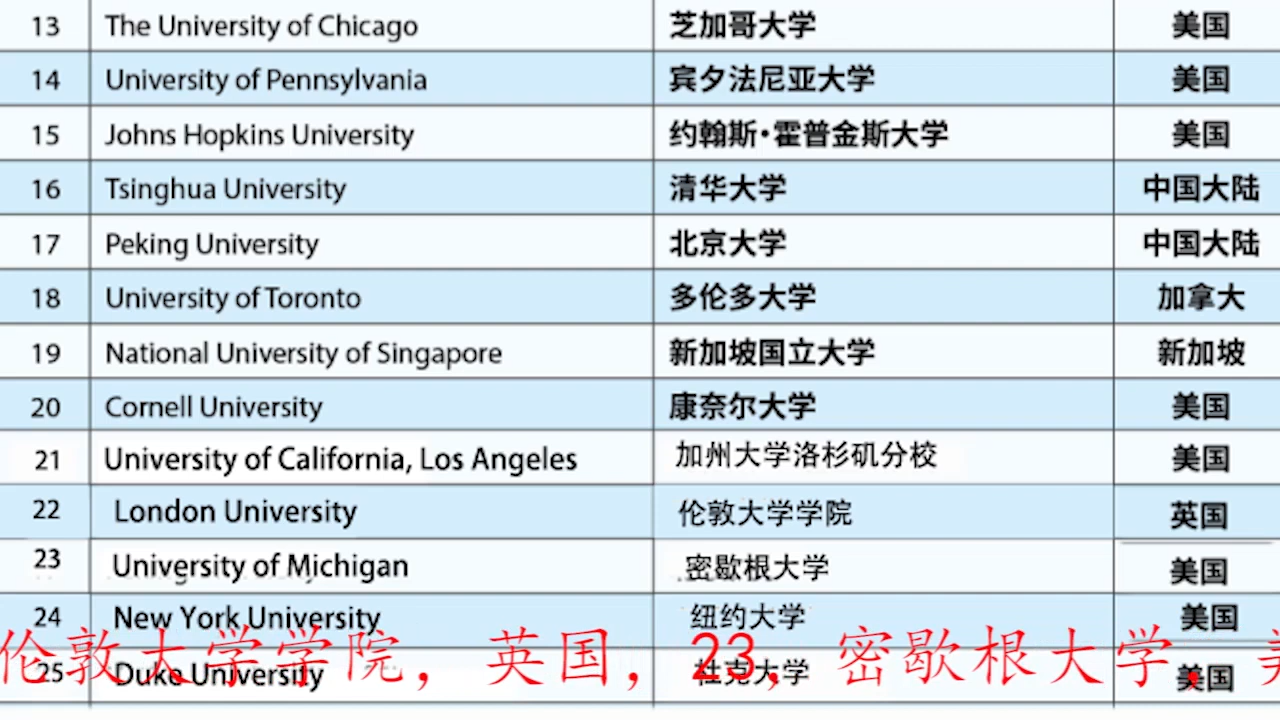 13 The University of Chicago 芝加哥大学 美国
14 University of Pennsylvania 宾夕法尼亚大学 美国
15 Johns Hopkins University 约翰斯·霍普金斯大学 美国
16 Tsinghua University 清华大学 中国大陆
17 Peking University 北京大学 中国大陆
18 University of Toronto 多伦多大学 加拿大
19 National University of Singapore 新加坡国立大学 新加坡
20 Cornell University 康奈尔大学 美国
21 University of California, Los Angeles 加州大学洛杉矶分校 美国
22 London University 伦敦大学学院 英国
23 University of Michigan 密歇根大学 美国
24 New York University 纽约大学 美国
伦敦大学学院，英国，23，密歇根大学，美
25 Duke University 杜克大学 美国